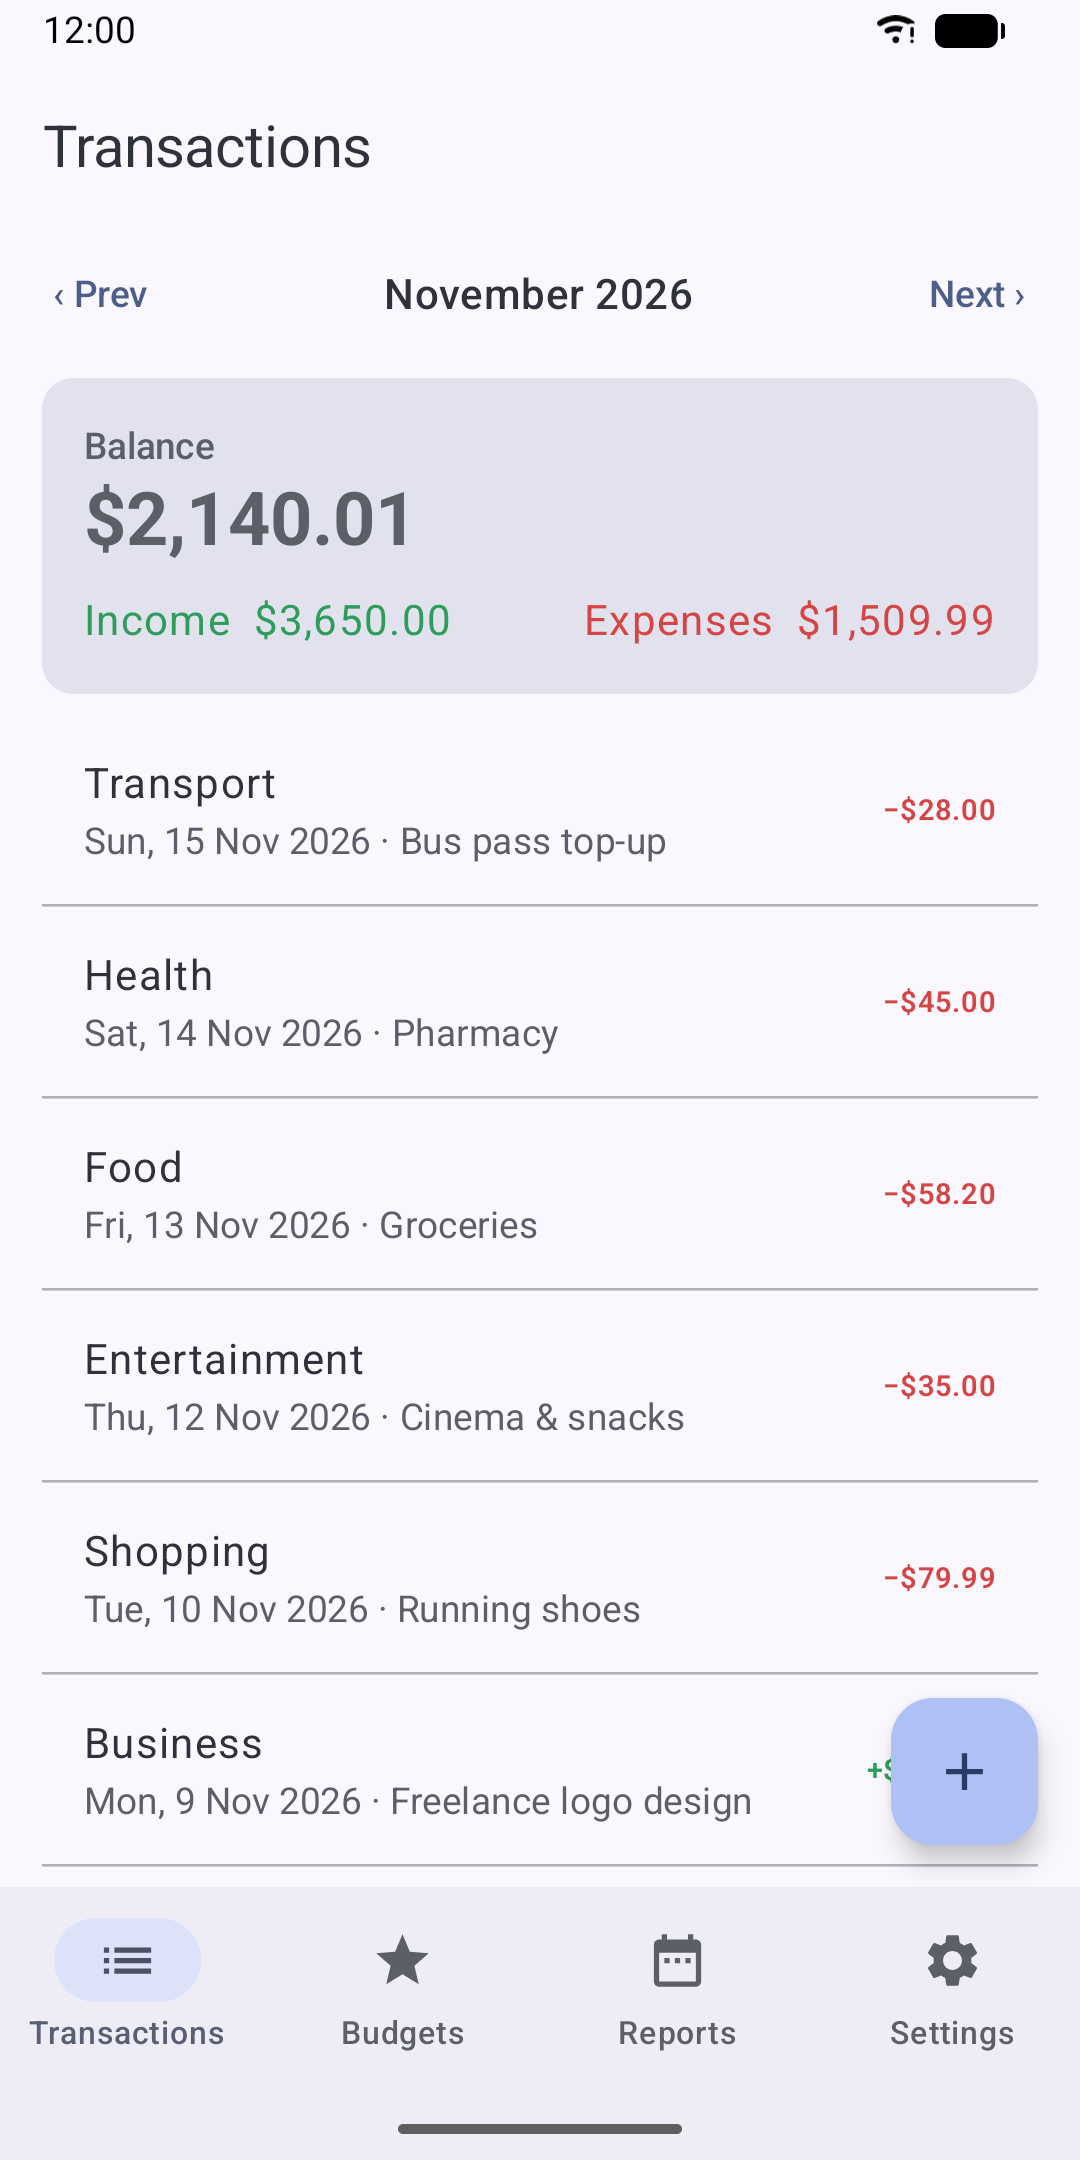 12:00
Transactions
‹ Prev November 2026 Next ›
Balance
$2,140.01
Income $3,650.00 Expenses $1,509.99
Transport
Sun, 15 Nov 2026 · Bus pass top-up
−$28.00
Health
Sat, 14 Nov 2026 · Pharmacy
−$45.00
Food
Fri, 13 Nov 2026 · Groceries
−$58.20
Entertainment
Thu, 12 Nov 2026 · Cinema & snacks
−$35.00
Shopping
Tue, 10 Nov 2026 · Running shoes
−$79.99
Business
Mon, 9 Nov 2026 · Freelance logo design
Transactions Budgets Reports Settings